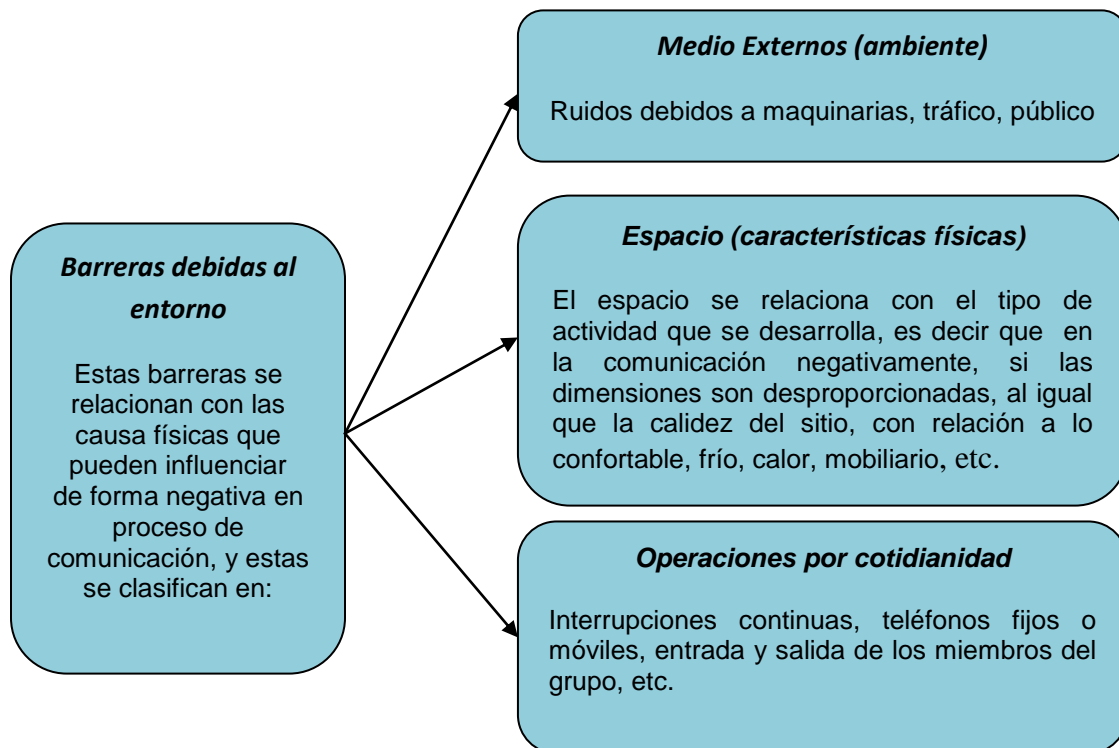 Barreras debidas al
entorno
Estas barreras se
relacionan con las
causa físicas que
pueden influenciar
de forma negativa en
proceso de
comunicación, y estas
se clasifican en:
Medio Externos (ambiente)
Ruidos debidos a maquinarias, tráfico, público
Espacio (características físicas)
El espacio se relaciona con el tipo de
actividad que se desarrolla, es decir que en
la comunicación negativamente, si las
dimensiones son desproporcionadas, al igual
que la calidez del sitio, con relación a lo
confortable, frío, calor, mobiliario, etc.
Operaciones por cotidianidad
Interrupciones continuas, teléfonos fijos o
móviles, entrada y salida de los miembros del
grupo, etc.